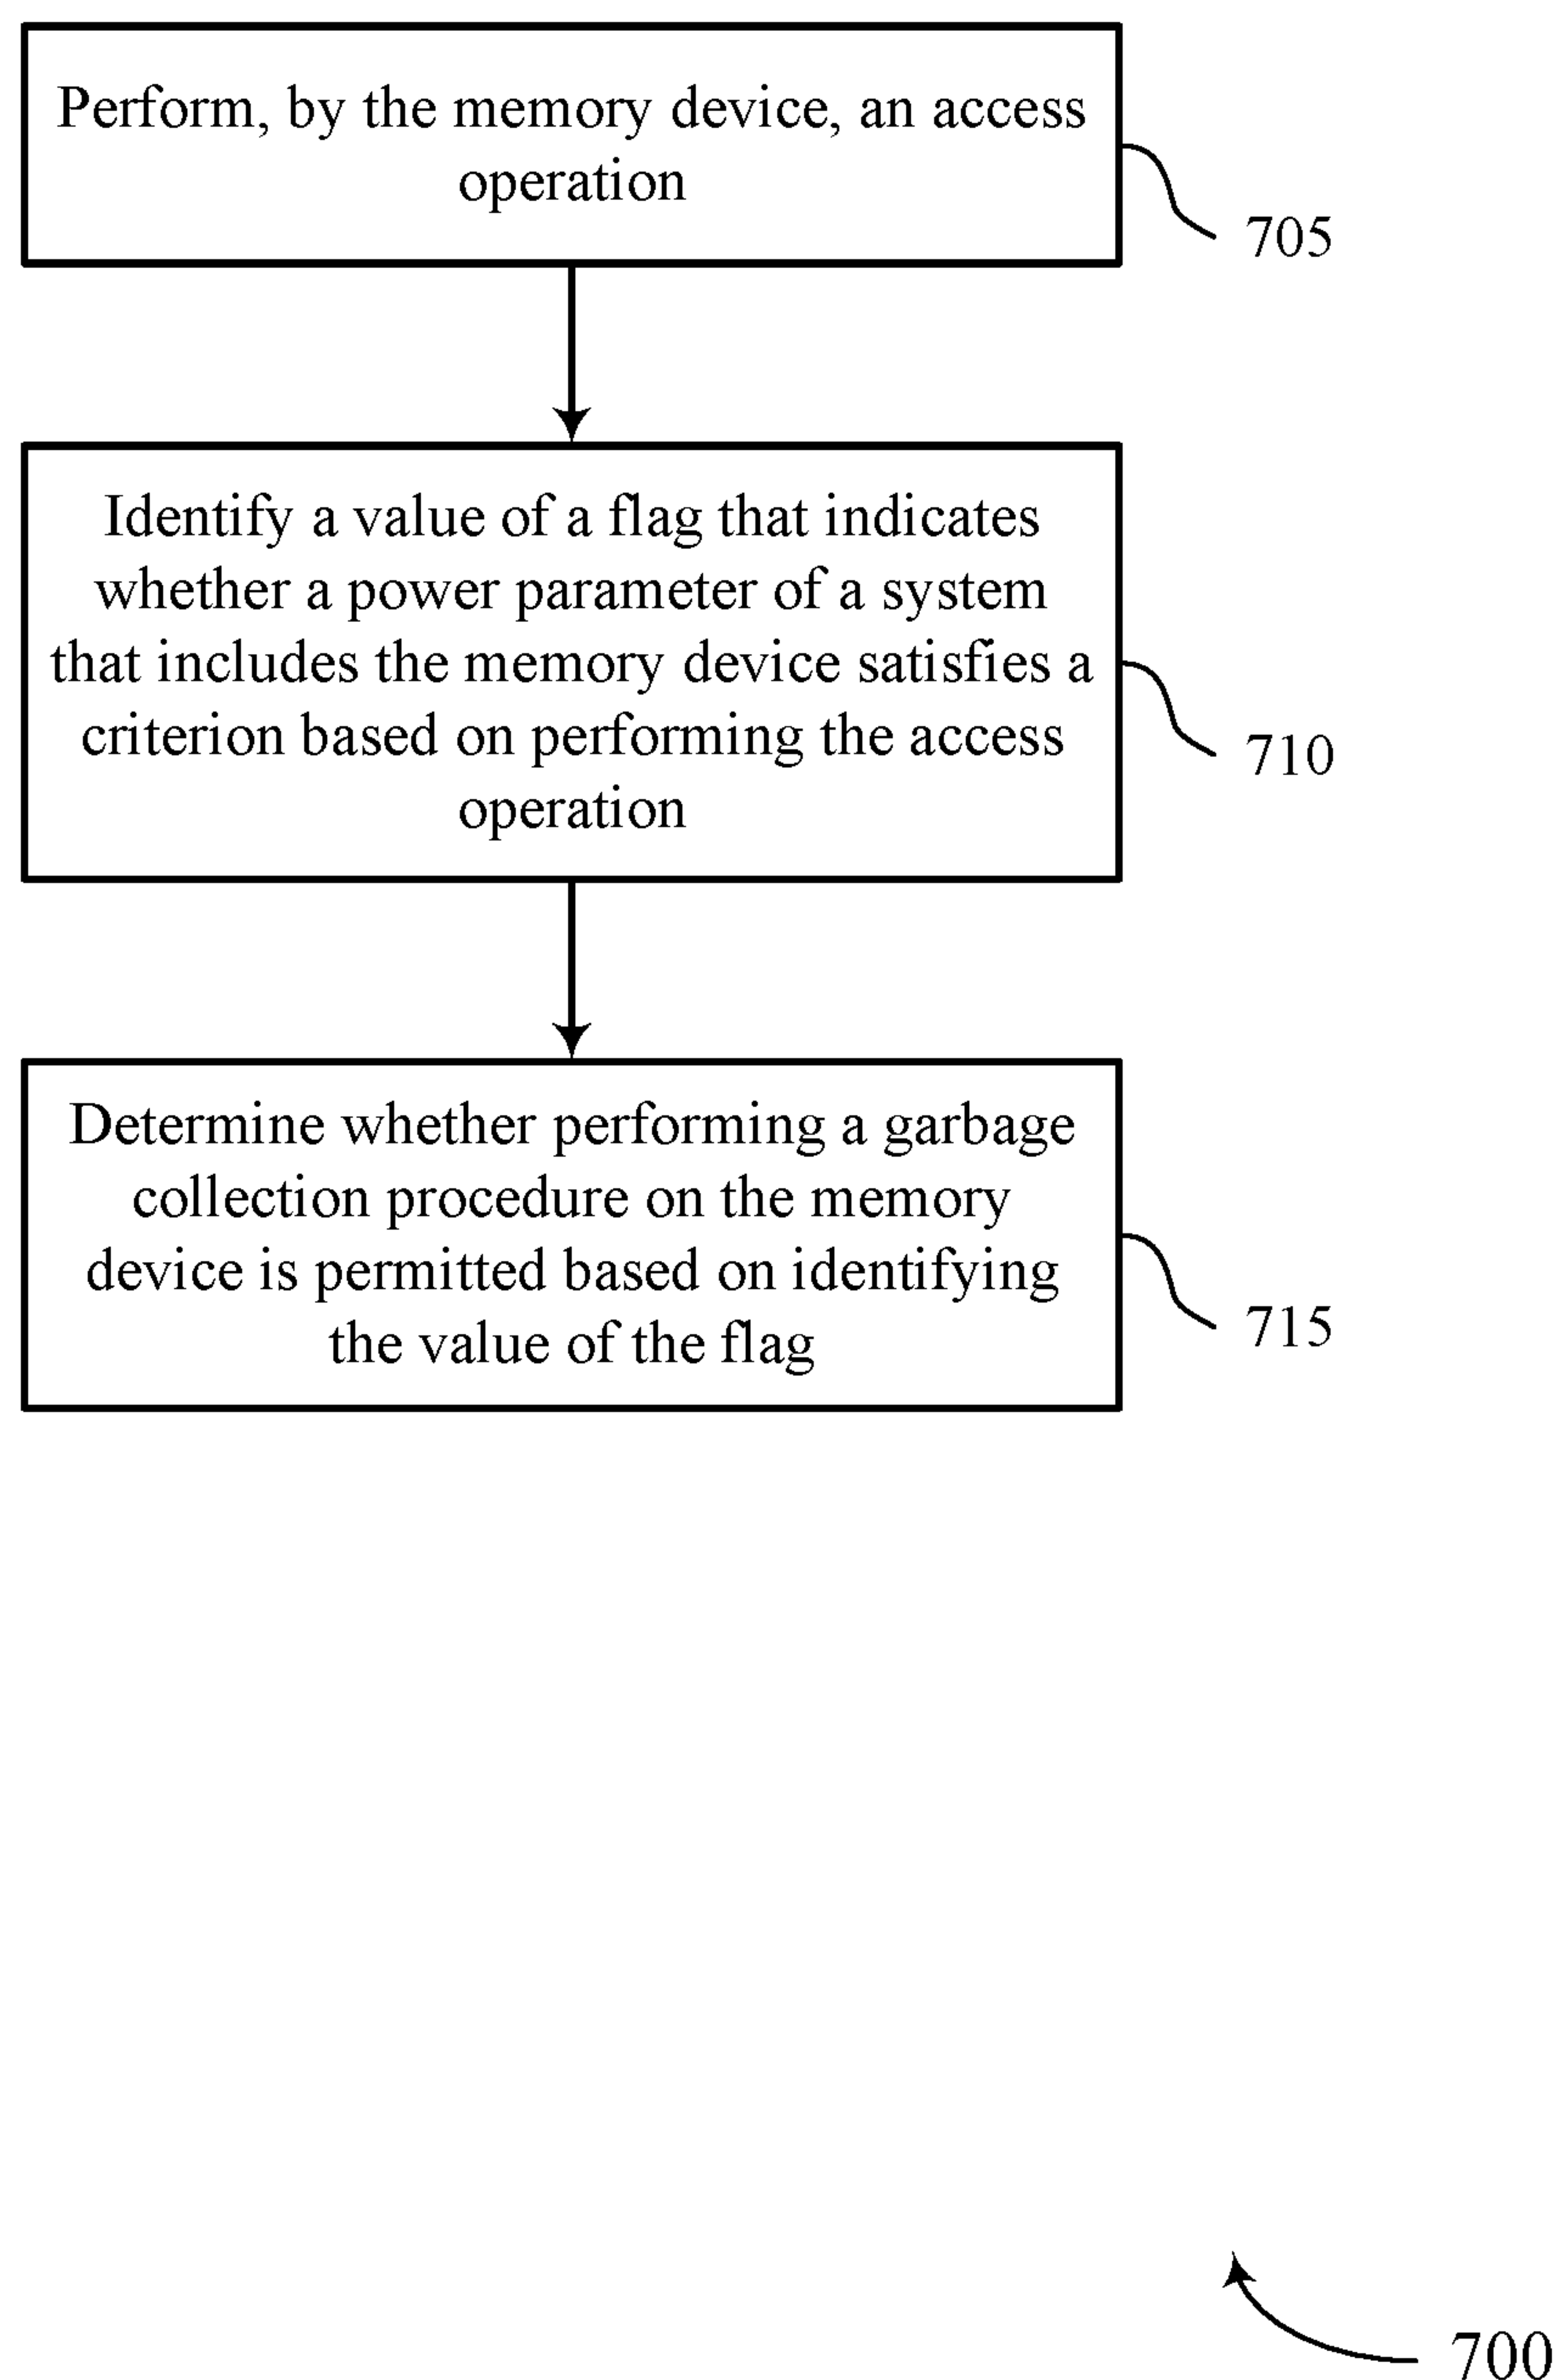 Perform, by the memory device, an access
operation
705
Identify a value of a flag that indicates
whether a power parameter of a system
that includes the memory device satisfies a
criterion based on performing the access
operation
710
Determine whether performing a garbage
collection procedure on the memory
device is permitted based on identifying
the value of the flag
715
700